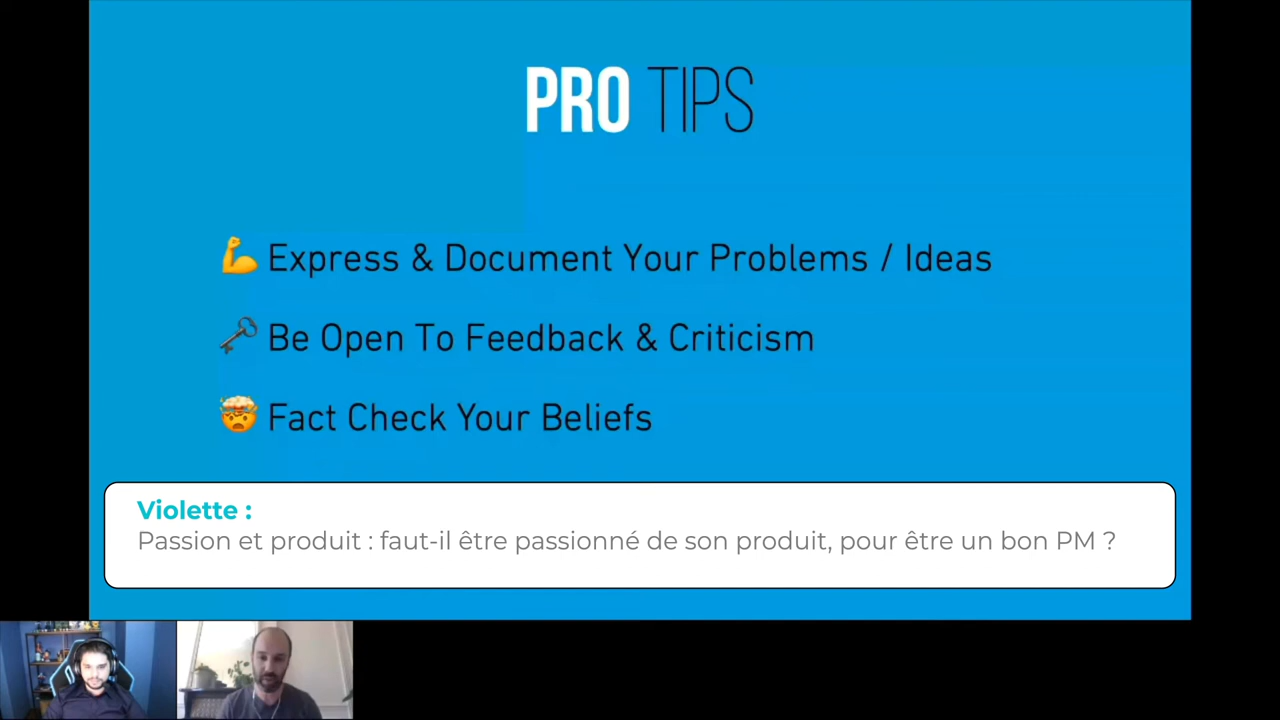 PRO TIPS
💪 Express & Document Your Problems / Ideas
🗝 Be Open To Feedback & Criticism
🤯 Fact Check Your Beliefs
Violette :
Passion et produit : faut-il être passionné de son produit, pour être un bon PM ?